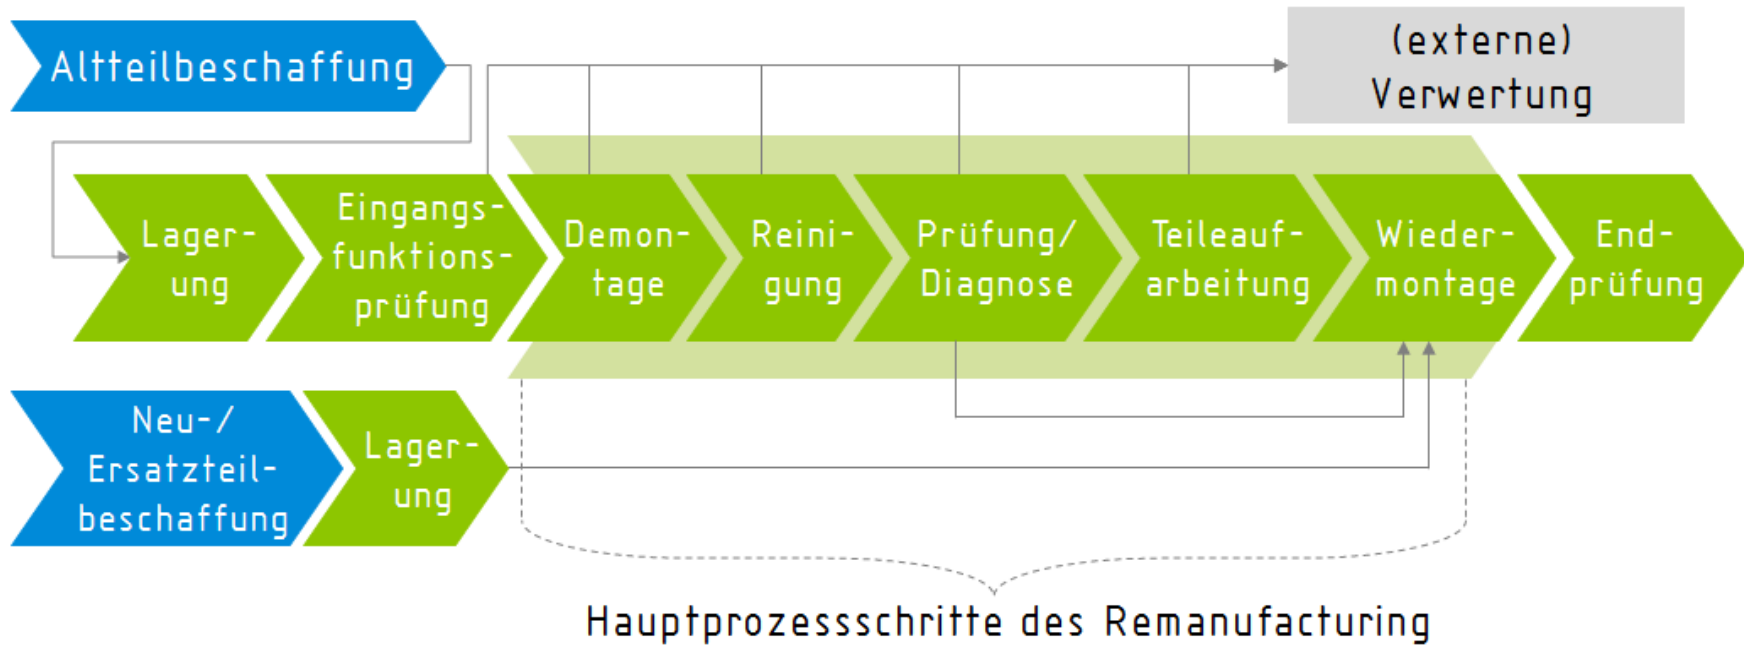 Altteilbeschaffung
(externe)
Verwertung
Lager-
ung
Eingangs-
funktions-
prüfung
Demon-
tage
Reini-
gung
Prüfung/
Diagnose
Teileauf-
arbeitung
Wieder-
montage
End-
prüfung
Neu-/
Ersatzteil-
beschaffung
Lager-
ung
Hauptprozessschritte des Remanufacturing